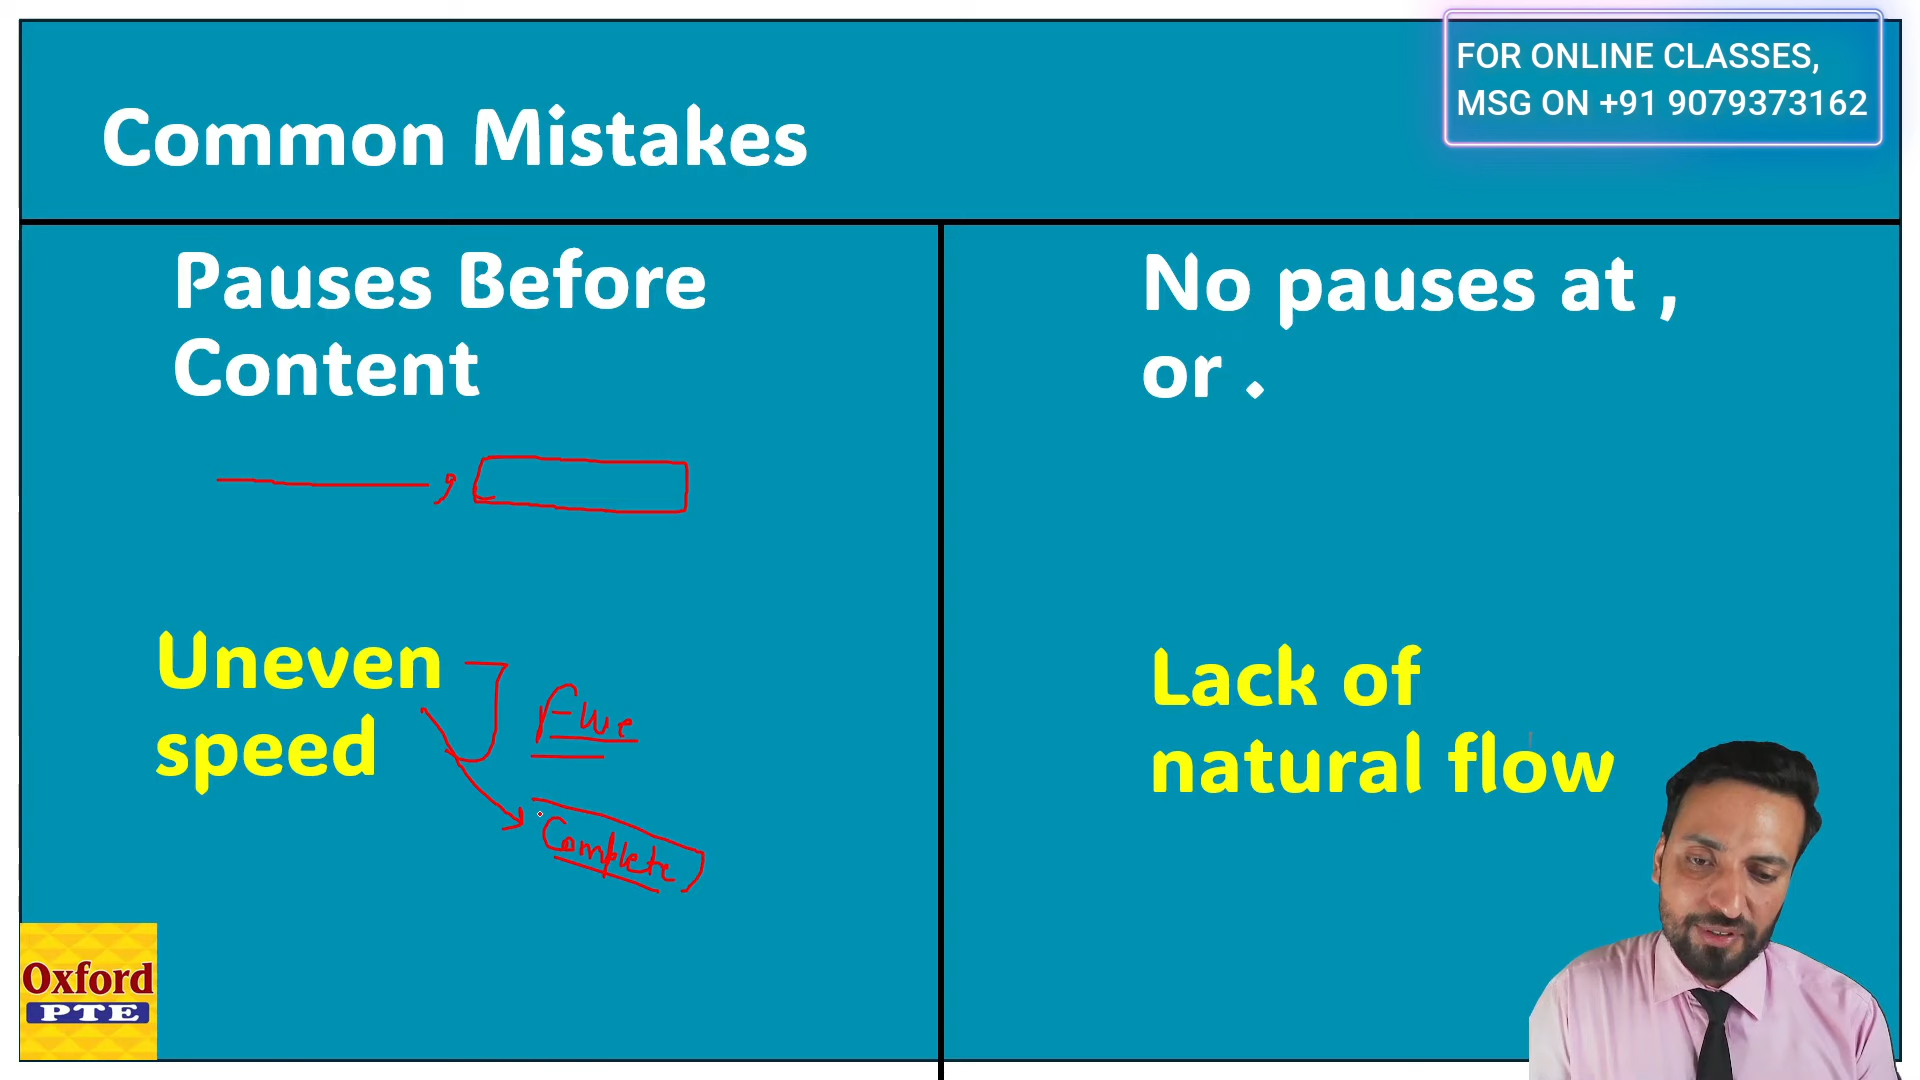 FOR ONLINE CLASSES,
MSG ON +91 9079373162
Common Mistakes
Pauses Before
Content
No pauses at ,
or .
,
Uneven
speed
Flue
Complete
Lack of
natural flow
Oxford
PTE